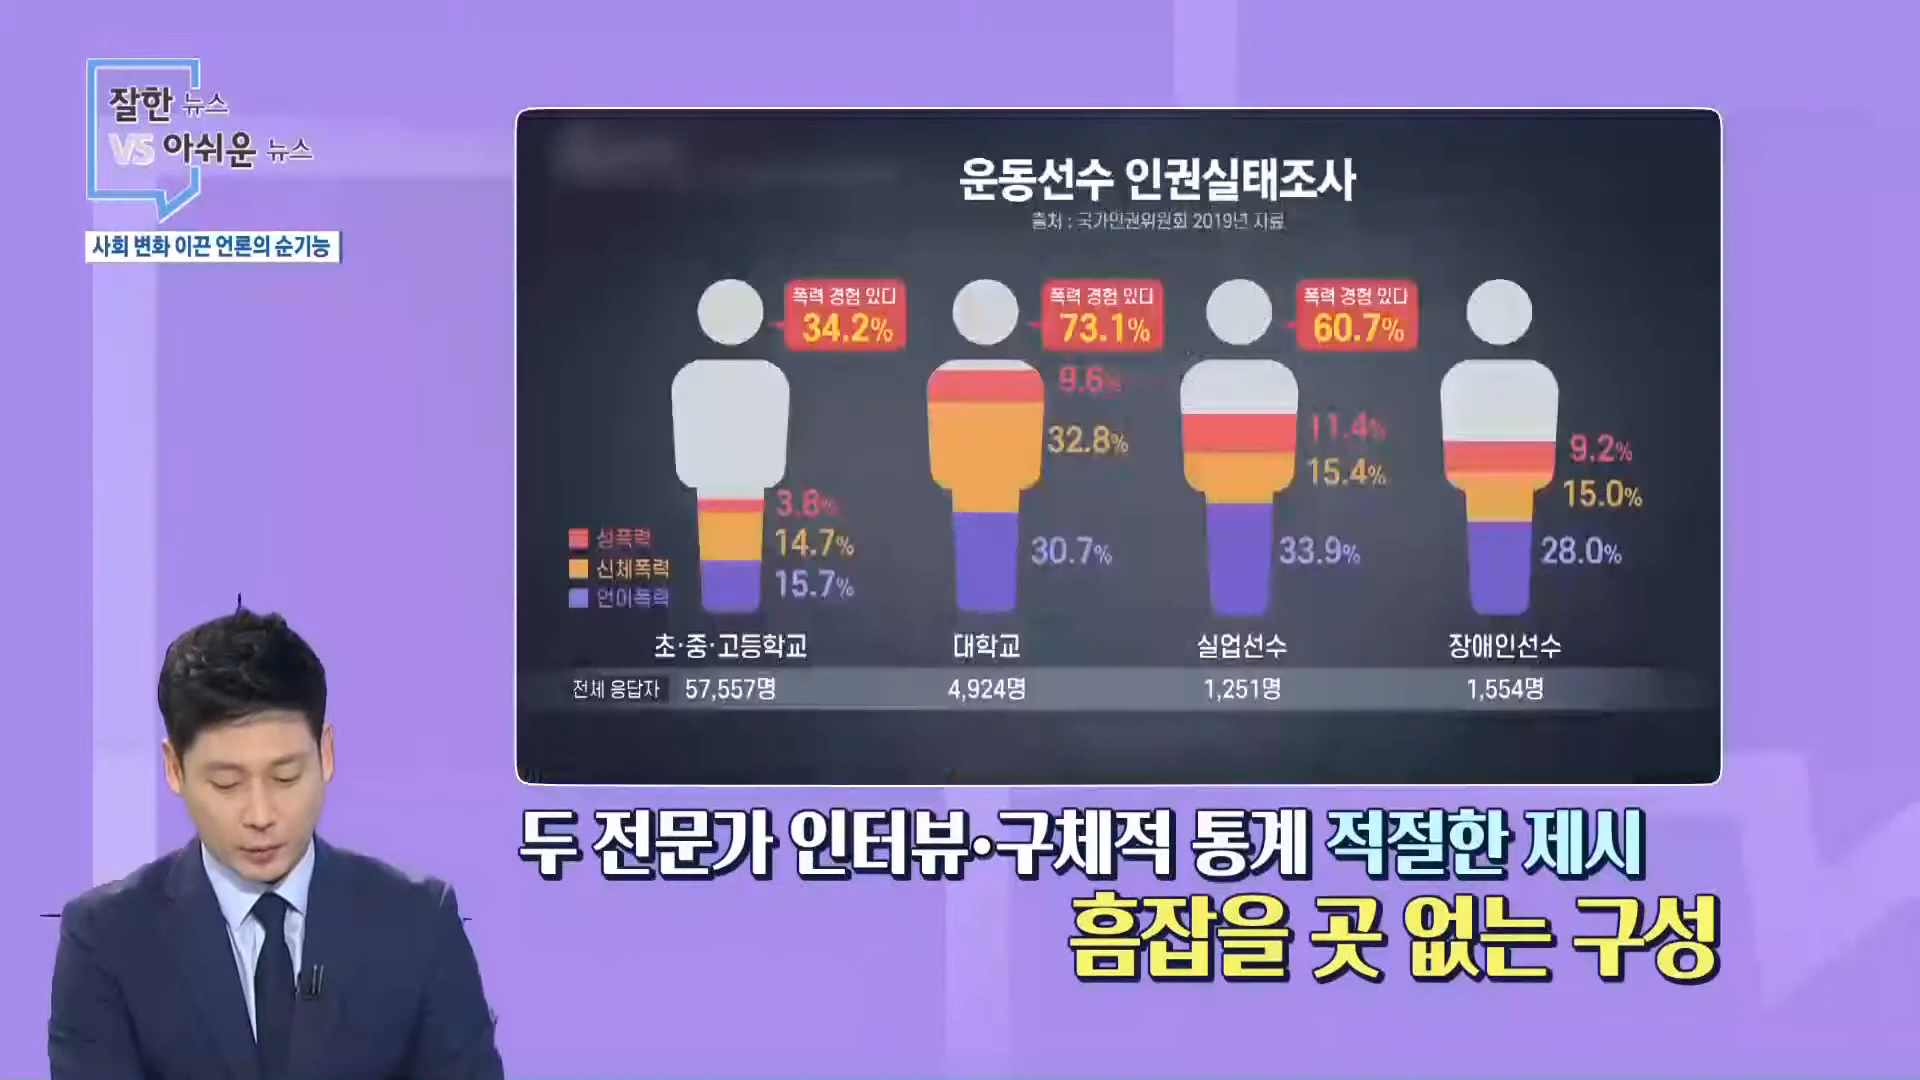 잘한 뉴스
VS 아쉬운 뉴스
사회 변화 이끈 언론의 순기능
운동선수 인권실태조사
출처 : 국가인권위원회 2019년 자료
폭력 경험 있다
34.2%
폭력 경험 있다
73.1%
폭력 경험 있다
60.7%
9.6%
32.8%
30.7%
11.4%
15.4%
33.9%
9.2%
15.0%
28.0%
3.8%
14.7%
15.7%
성폭력
신체폭력
언어폭력
초·중·고등학교 대학교 실업선수 장애인선수
전체 응답자 57,557명 4,924명 1,251명 1,554명
두 전문가 인터뷰·구체적 통계 적절한 제시
흠잡을 곳 없는 구성